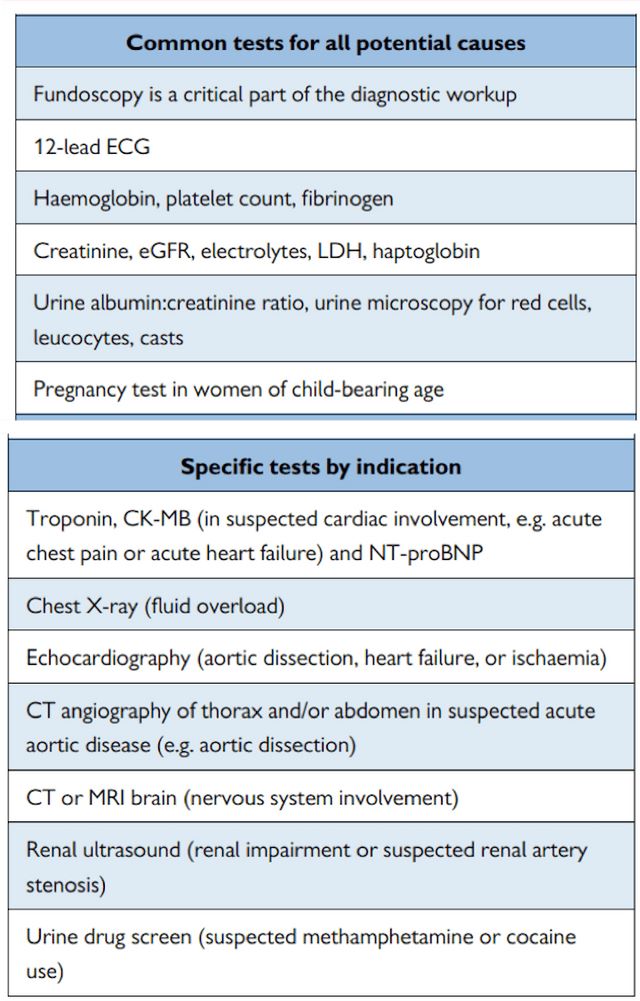 Common tests for all potential causes
Fundoscopy is a critical part of the diagnostic workup
12-lead ECG
Haemoglobin, platelet count, fibrinogen
Creatinine, eGFR, electrolytes, LDH, haptoglobin
Urine albumin:creatinine ratio, urine microscopy for red cells,
leucocytes, casts
Pregnancy test in women of child-bearing age
Specific tests by indication
Troponin, CK-MB (in suspected cardiac involvement, e.g. acute
chest pain or acute heart failure) and NT-proBNP
Chest X-ray (fluid overload)
Echocardiography (aortic dissection, heart failure, or ischaemia)
CT angiography of thorax and/or abdomen in suspected acute
aortic disease (e.g. aortic dissection)
CT or MRI brain (nervous system involvement)
Renal ultrasound (renal impairment or suspected renal artery
stenosis)
Urine drug screen (suspected methamphetamine or cocaine
use)